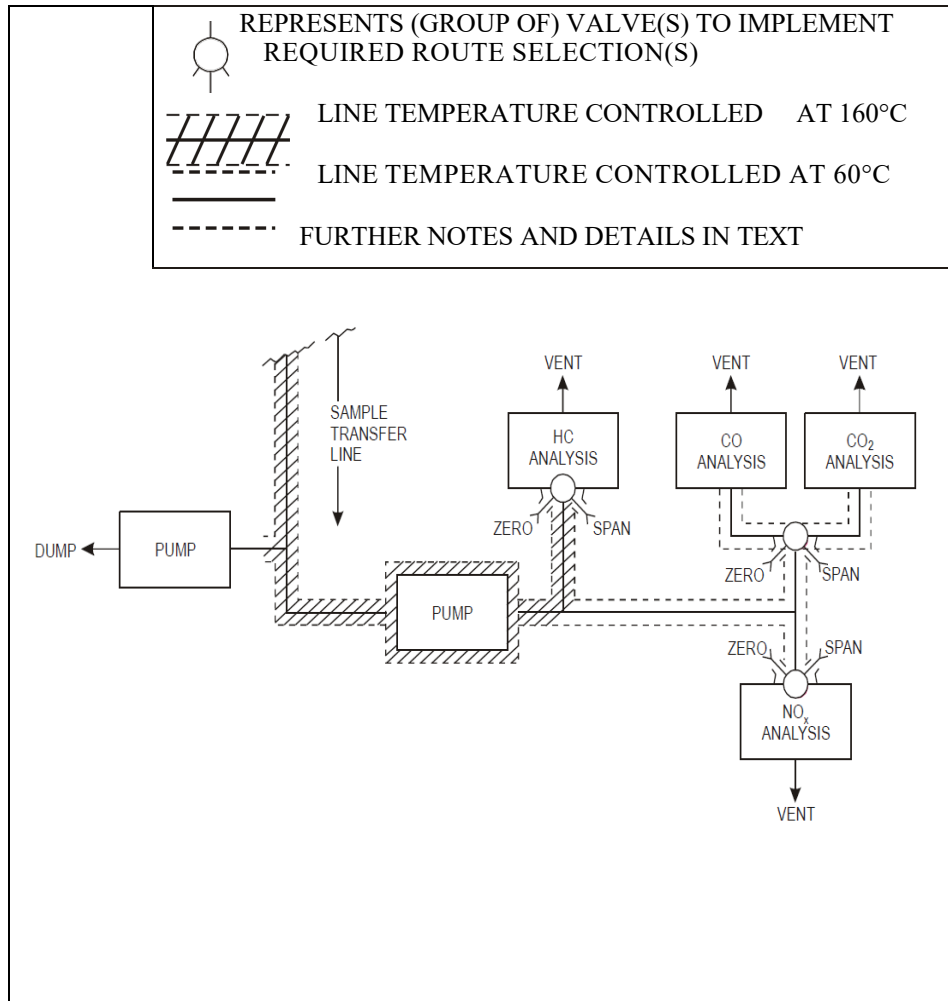 REPRESENTS (GROUP OF) VALVE(S) TO IMPLEMENT
REQUIRED ROUTE SELECTION(S)
LINE TEMPERATURE CONTROLLED AT 160°C
LINE TEMPERATURE CONTROLLED AT 60°C
FURTHER NOTES AND DETAILS IN TEXT
SAMPLE
TRANSFER
LINE
VENT
VENT
VENT
HC
ANALYSIS
CO
ANALYSIS
CO₂
ANALYSIS
ZERO
SPAN
DUMP
PUMP
ZERO
SPAN
PUMP
ZERO
SPAN
NOₓ
ANALYSIS
VENT